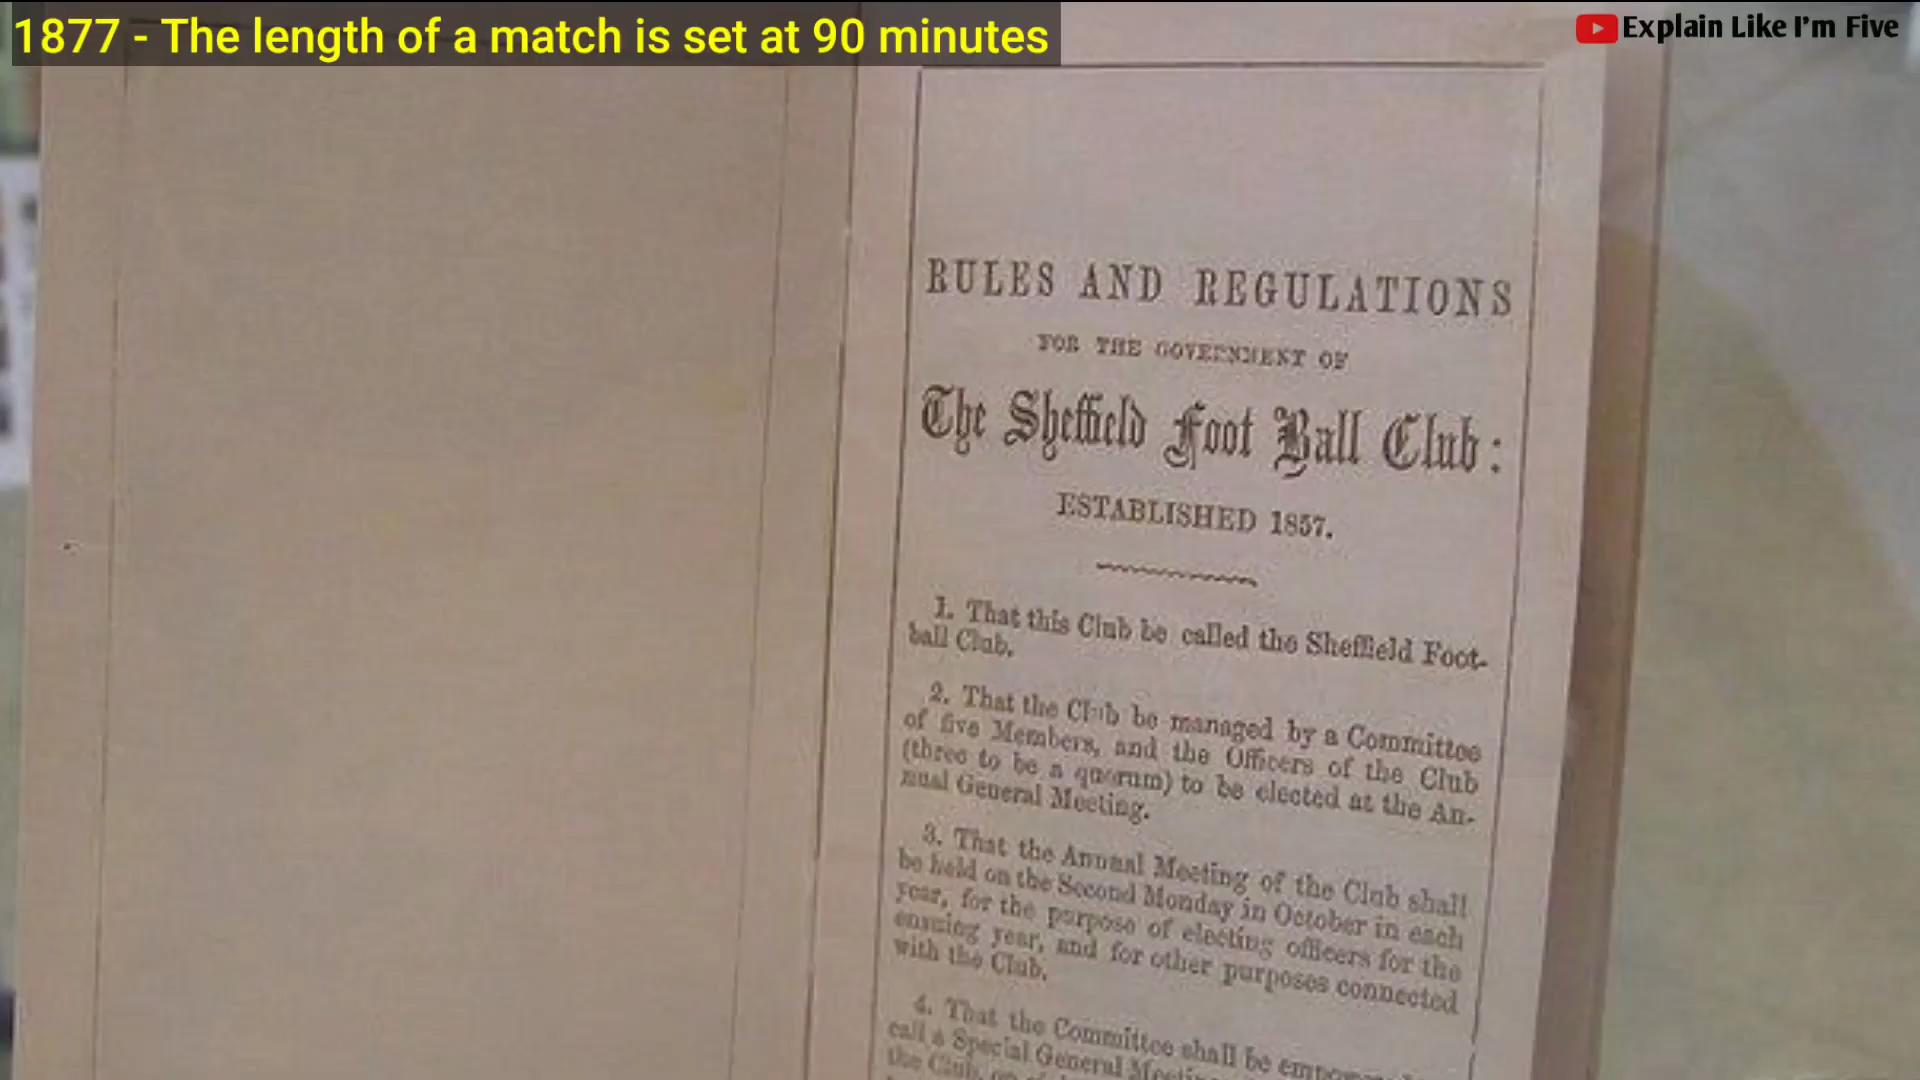 1877 - The length of a match is set at 90 minutes
Explain Like I'm Five
RULES AND REGULATIONS
FOR THE GOVERNMENT OF
The Sheffield Foot Ball Club:
ESTABLISHED 1857.
1. That this Club be called the Sheffield Foot-
ball Club.
2. That the Club be managed by a Committee
of five Members, and the Officers of the Club
(three to be a quorum) to be elected at the An-
nual General Meeting.
3. That the Annual Meeting of the Club shall
be held on the Second Monday in October in each
year, for the purpose of electing officers for the
ensuing year, and for other purposes connected
with the Club.
4. That the Committee shall be
call a Special General
the Club,